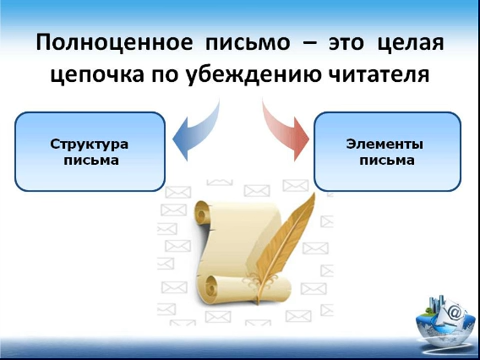 Полноценное письмо – это целая
цепочка по убеждению читателя
Структура
письма
Элементы
письма
@